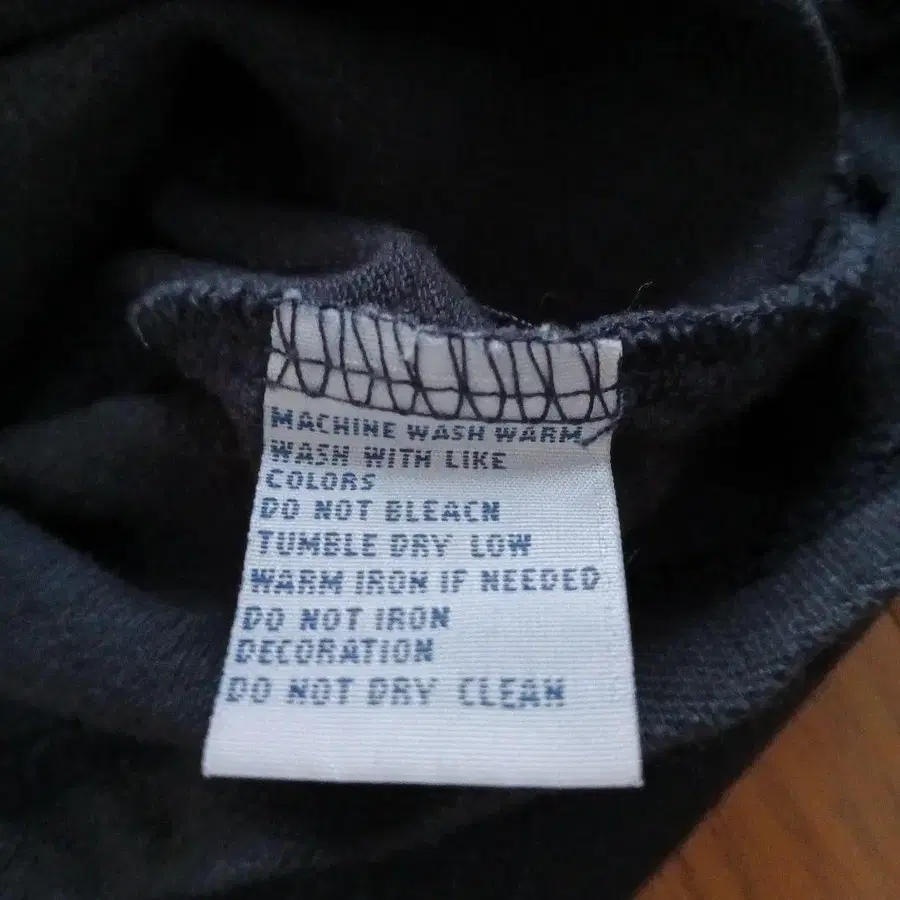 MACHINE WASH WARM
WASH WITH LIKE
COLORS
DO NOT BLEACN
TUMBLE DRY LOW
WARM IRON IF NEEDED
DO NOT IRON
DECORATION
DO NOT DRY CLEAN